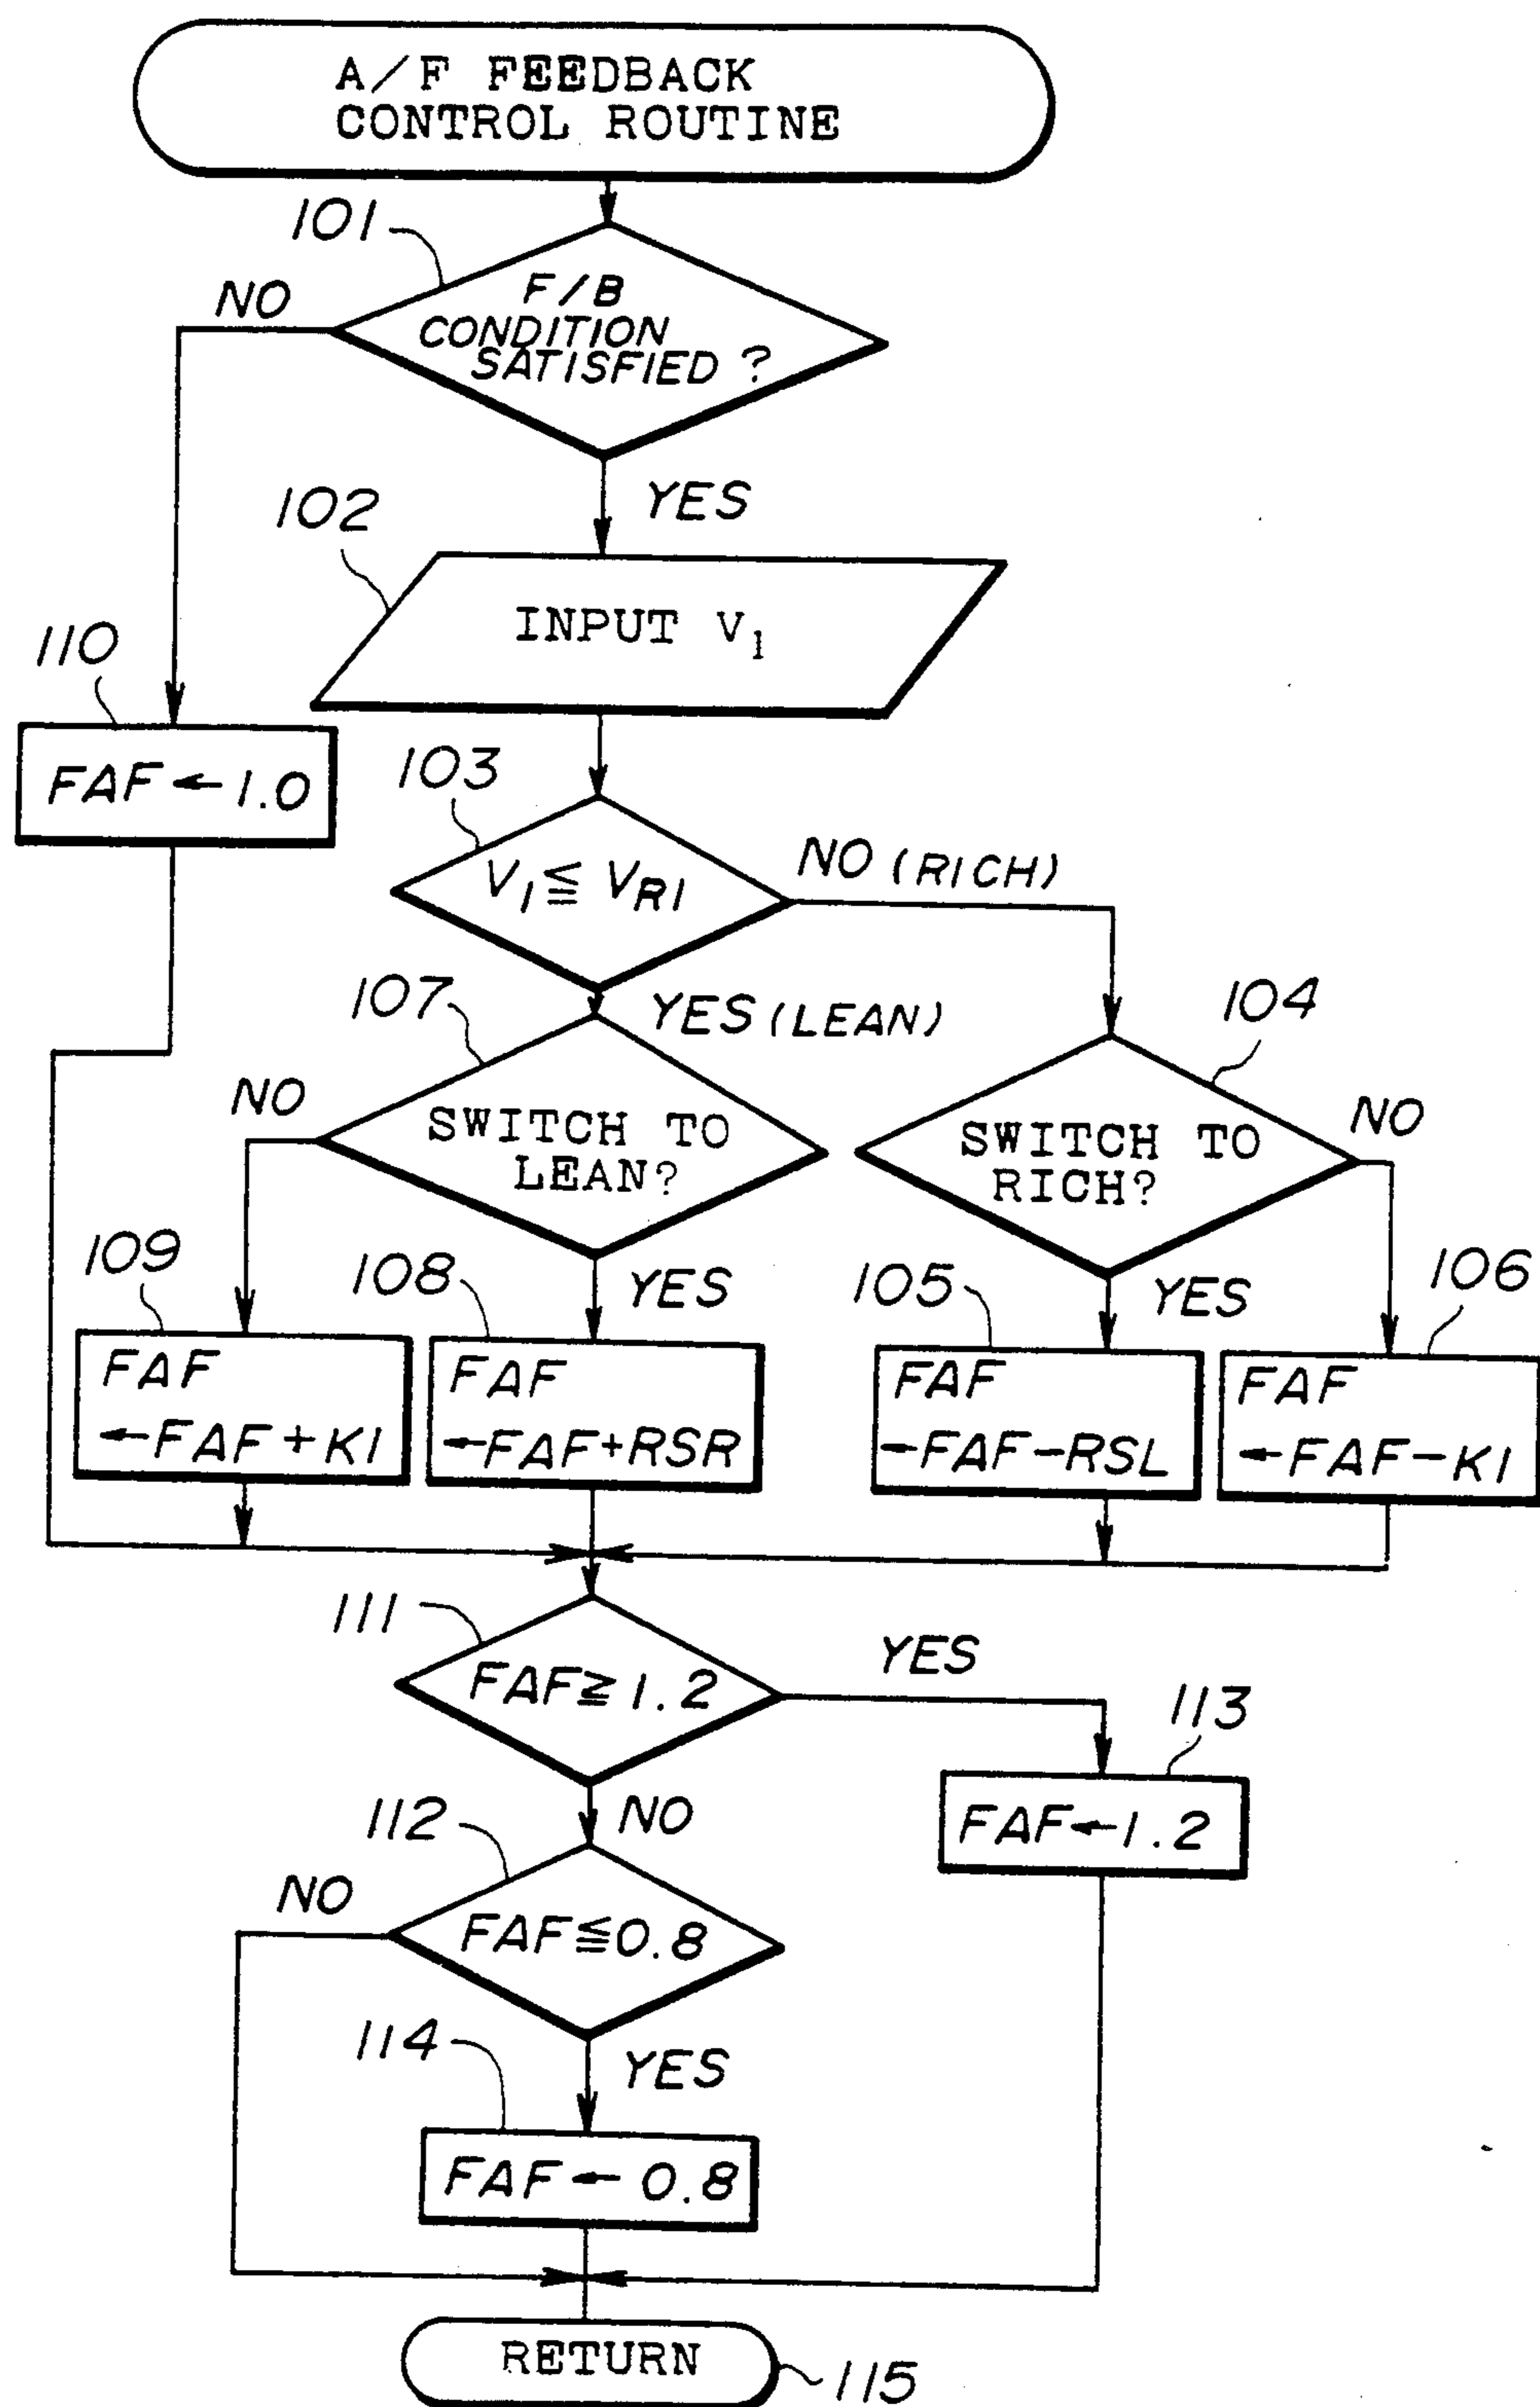 A/F FEEDBACK
CONTROL ROUTINE
101
NO
F/B
CONDITION
SATISFIED ?
YES
102
INPUT V₁
110
FAF ← 1.0
103
V₁ ≦ V_R1
NO (RICH)
YES (LEAN)
107
104
NO
SWITCH TO
LEAN?
SWITCH TO
RICH?
NO
109
108
YES
105
YES
106
FAF
←FAF+KI
FAF
←FAF+RSR
FAF
←FAF−RSL
FAF
←FAF−KI
111
FAF≧1.2
YES
113
FAF←1.2
NO
112
NO
FAF≦0.8
114
YES
FAF ← 0.8
RETURN
115